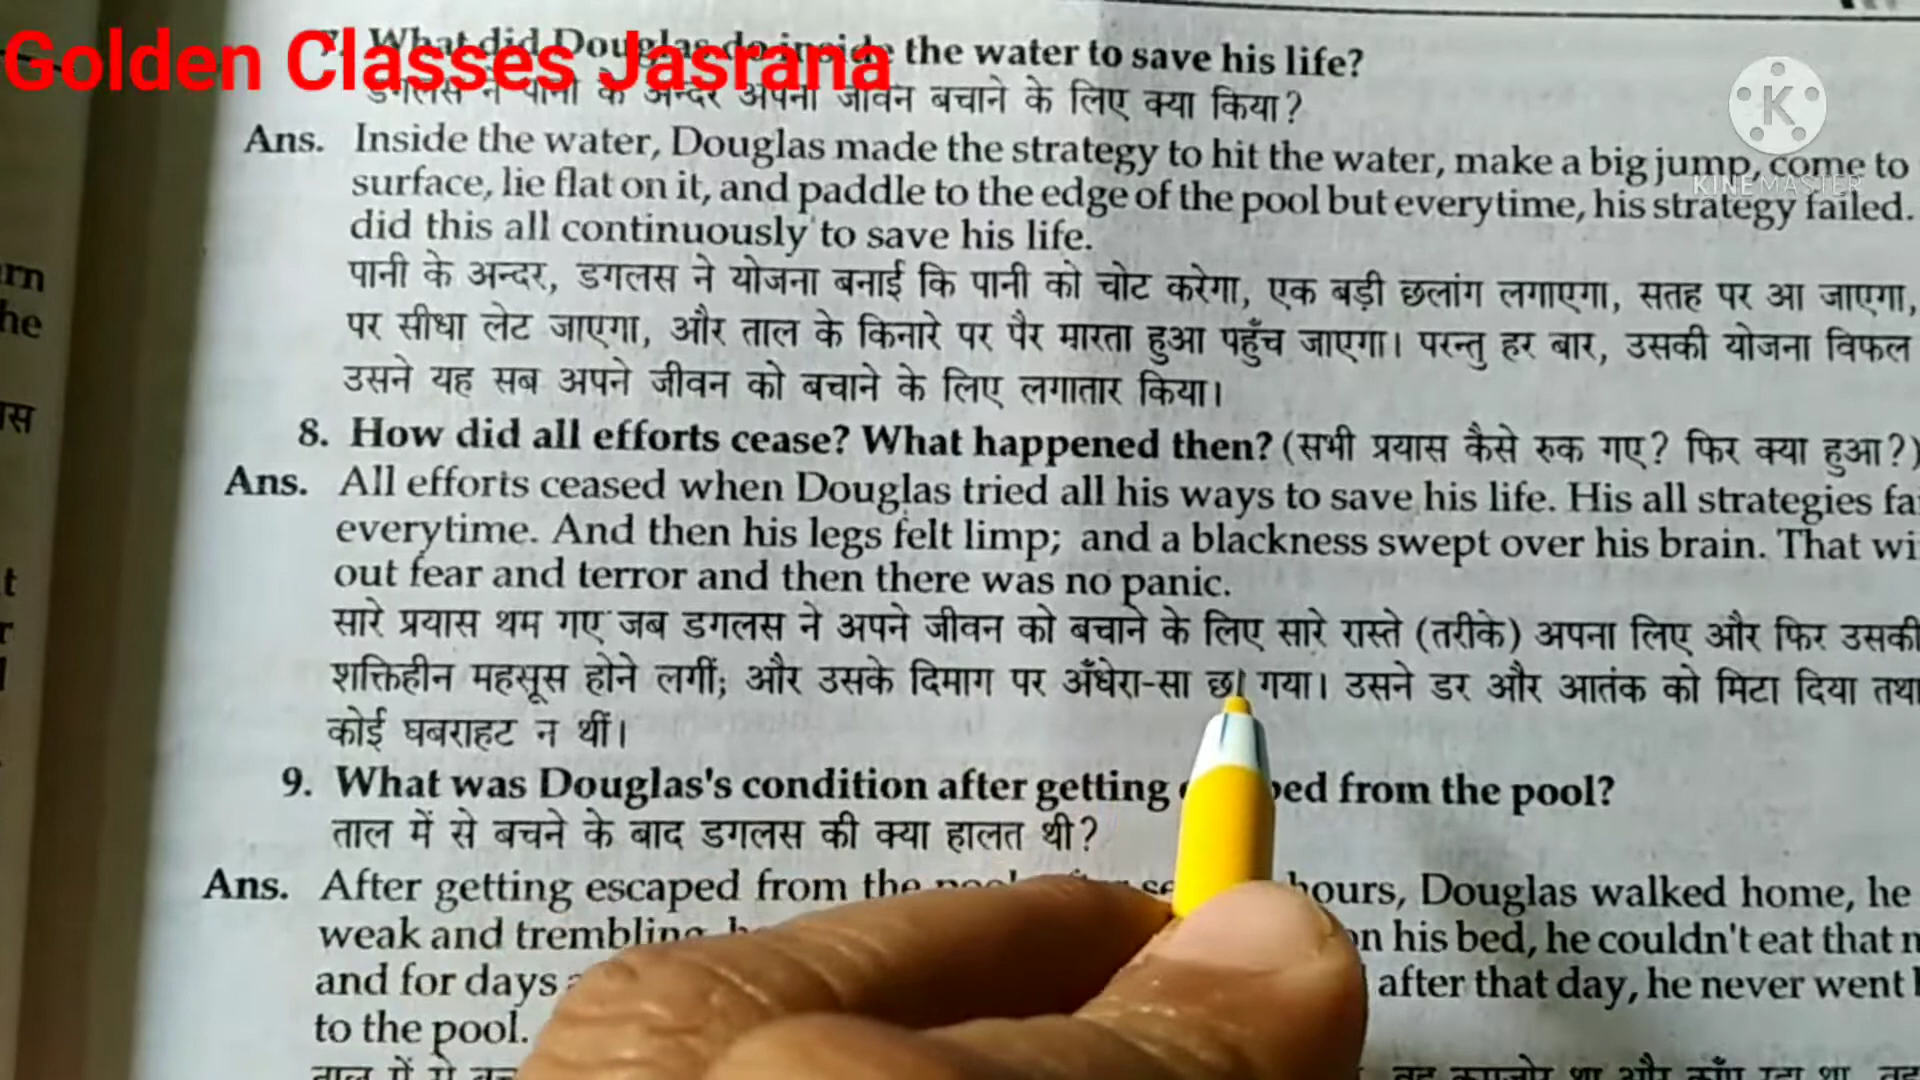 Golden Classes Jasrana
7. What did Douglas do inside the water to save his life?
डगलस ने पानी के अन्दर अपना जीवन बचाने के लिए क्या किया?
K
KINEMASTER
Ans. Inside the water, Douglas made the strategy to hit the water, make a big jump, come to
surface, lie flat on it, and paddle to the edge of the pool but everytime, his strategy failed.
did this all continuously to save his life.
पानी के अन्दर, डगलस ने योजना बनाई कि पानी को चोट करेगा, एक बड़ी छलांग लगाएगा, सतह पर आ जाएगा,
पर सीधा लेट जाएगा, और ताल के किनारे पर पैर मारता हुआ पहुँच जाएगा। परन्तु हर बार, उसकी योजना विफल
उसने यह सब अपने जीवन को बचाने के लिए लगातार किया।
8. How did all efforts cease? What happened then? (सभी प्रयास कैसे रुक गए? फिर क्या हुआ?)
Ans. All efforts ceased when Douglas tried all his ways to save his life. His all strategies fa
everytime. And then his legs felt limp; and a blackness swept over his brain. That wi
out fear and terror and then there was no panic.
सारे प्रयास थम गए जब डगलस ने अपने जीवन को बचाने के लिए सारे रास्ते (तरीके) अपना लिए और फिर उसकी
शक्तिहीन महसूस होने लगीं; और उसके दिमाग पर अँधेरा-सा छा गया। उसने डर और आतंक को मिटा दिया तथा
कोई घबराहट न थीं।
9. What was Douglas's condition after getting ped from the pool?
ताल में से बचने के बाद डगलस की क्या हालत थी?
Ans. After getting escaped from the hours, Douglas walked home, he
weak and trembling on his bed, he couldn't eat that n
and for days after that day, he never went
to the pool.
ताल में से
वह कमज़ोर था और काँप रहा था
rn
he
स
t
r